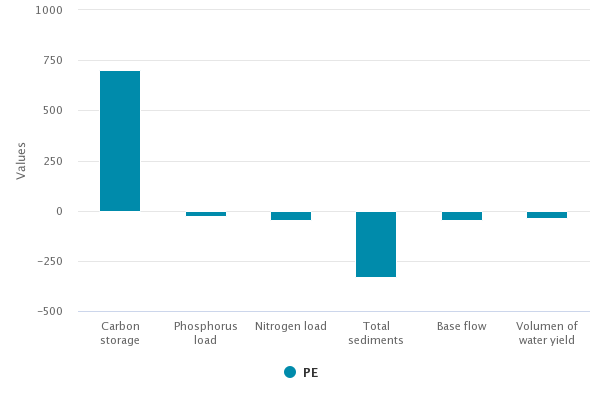 1000
750
500
250
0
−250
−500
Values
Carbon
storage
Phosphorus
load
Nitrogen load
Total
sediments
Base flow
Volumen of
water yield
PE